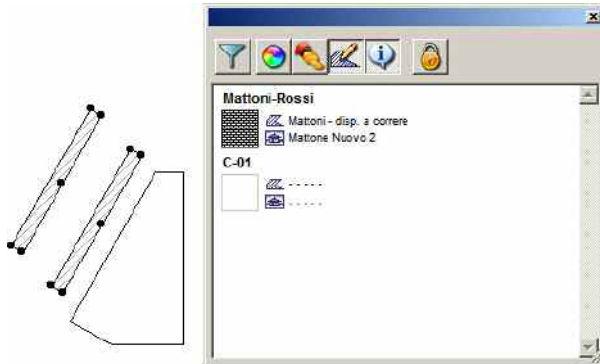 Mattoni-Rossi
Mattoni - disp. a correre
Mattone Nuovo 2
C-01
- - - - -
- - - - -